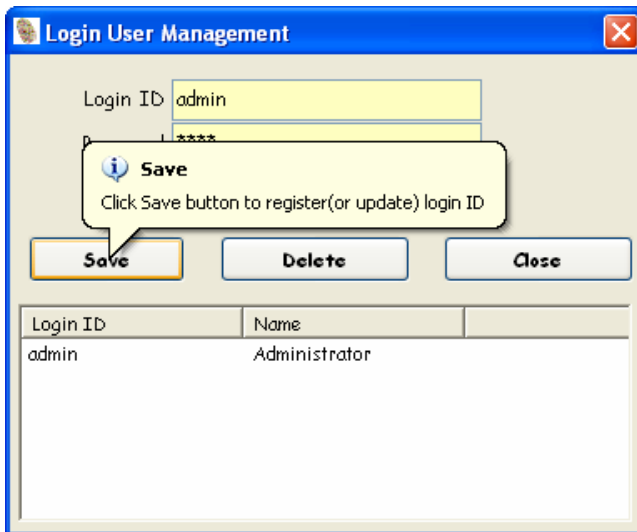 Login User Management
Login ID admin
****
Save
Click Save button to register(or update) login ID
Save Delete Close
Login ID Name
admin Administrator